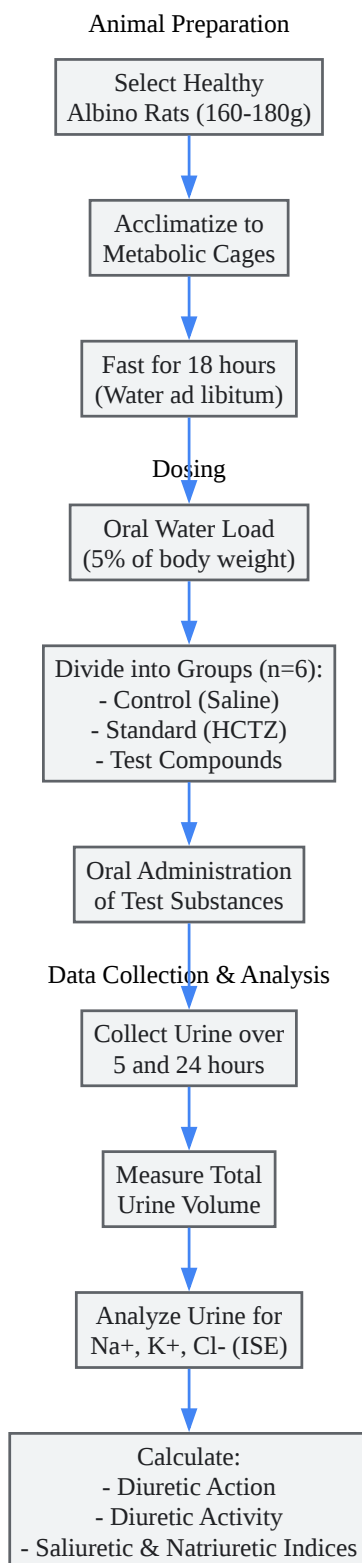 Animal Preparation
Select Healthy
Albino Rats (160-180g)
Acclimatize to
Metabolic Cages
Fast for 18 hours
(Water ad libitum)
Dosing
Oral Water Load
(5% of body weight)
Divide into Groups (n=6):
- Control (Saline)
- Standard (HCTZ)
- Test Compounds
Oral Administration
of Test Substances
Data Collection & Analysis
Collect Urine over
5 and 24 hours
Measure Total
Urine Volume
Analyze Urine for
Na+, K+, Cl- (ISE)
Calculate:
- Diuretic Action
- Diuretic Activity
- Saliuretic & Natriuretic Indices